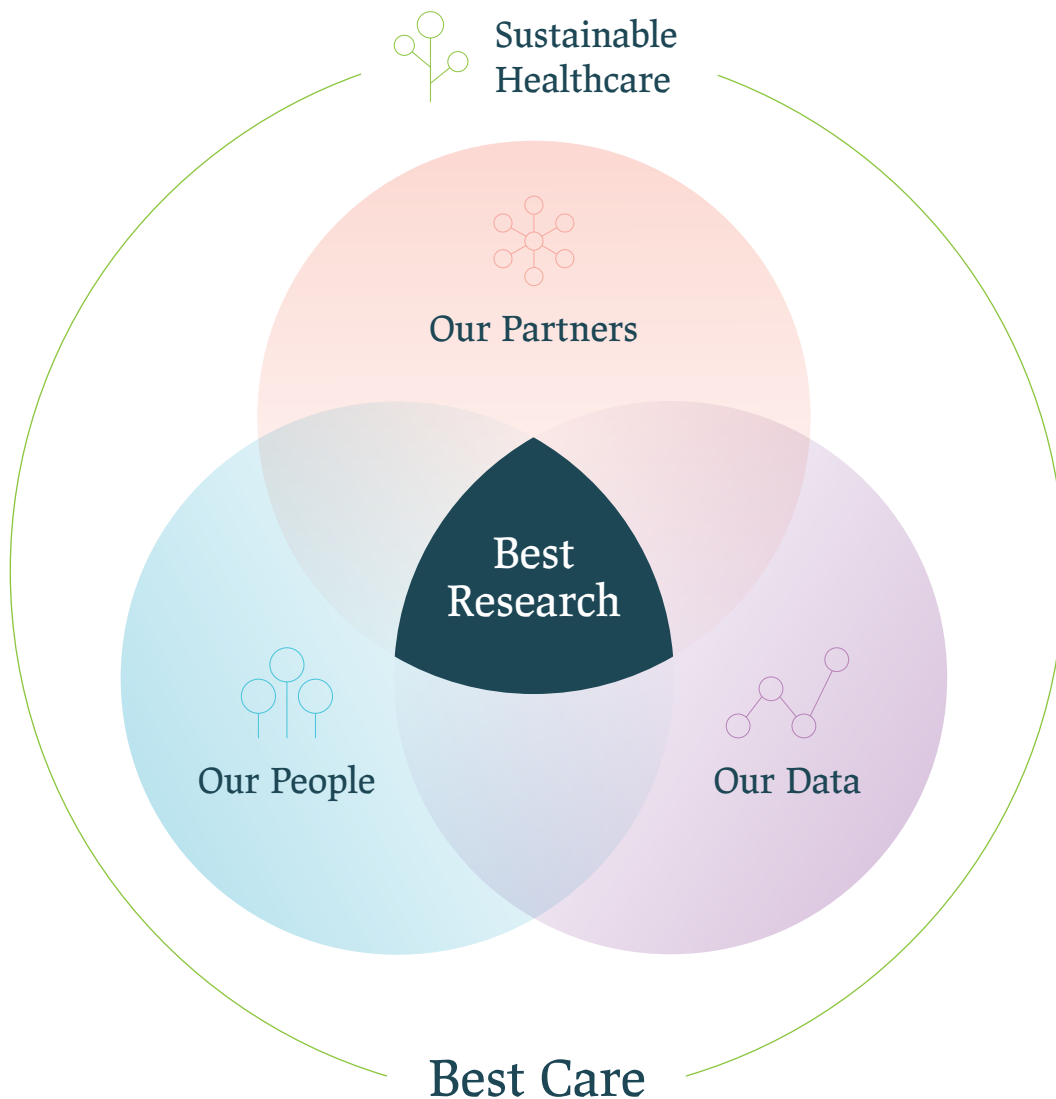 Sustainable
Healthcare
Our Partners
Best
Research
Our People
Our Data
Best Care